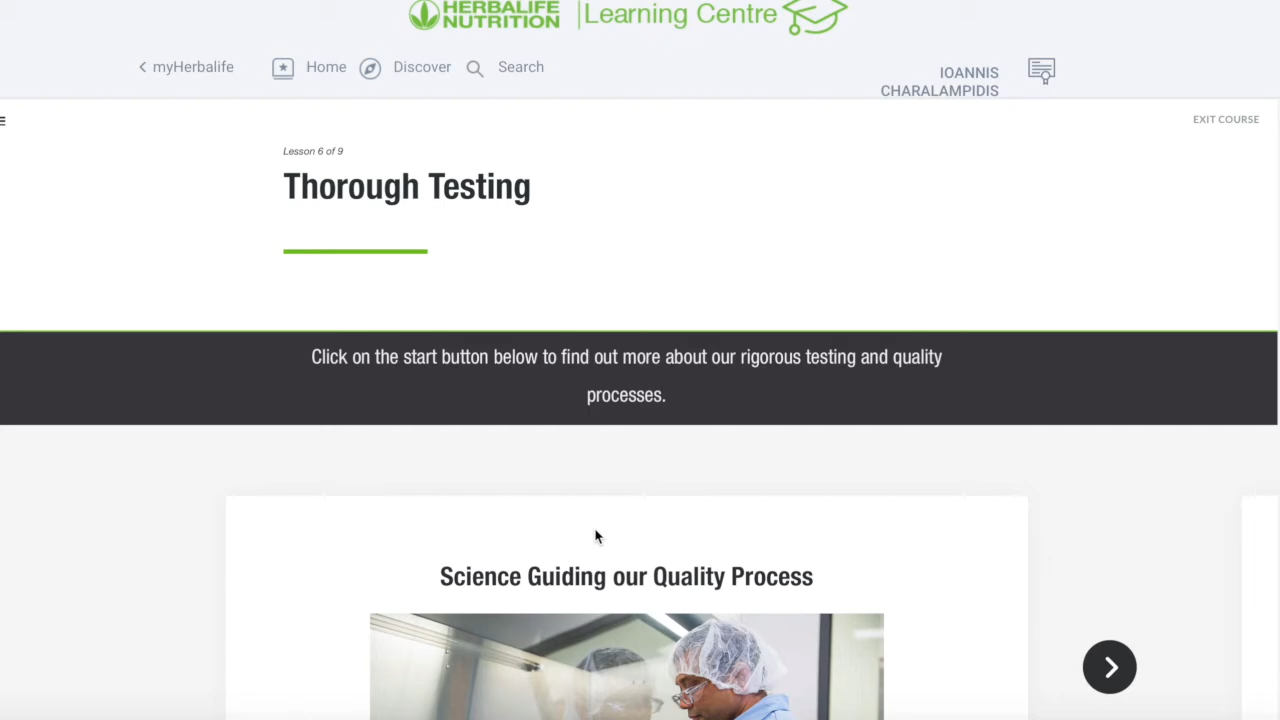 HERBALIFE
NUTRITION
Learning Centre
myHerbalife
Home
Discover
Search
IOANNIS
CHARALAMPIDIS
EXIT COURSE
Lesson 6 of 9
Thorough Testing
Click on the start button below to find out more about our rigorous testing and quality
processes.
Science Guiding our Quality Process